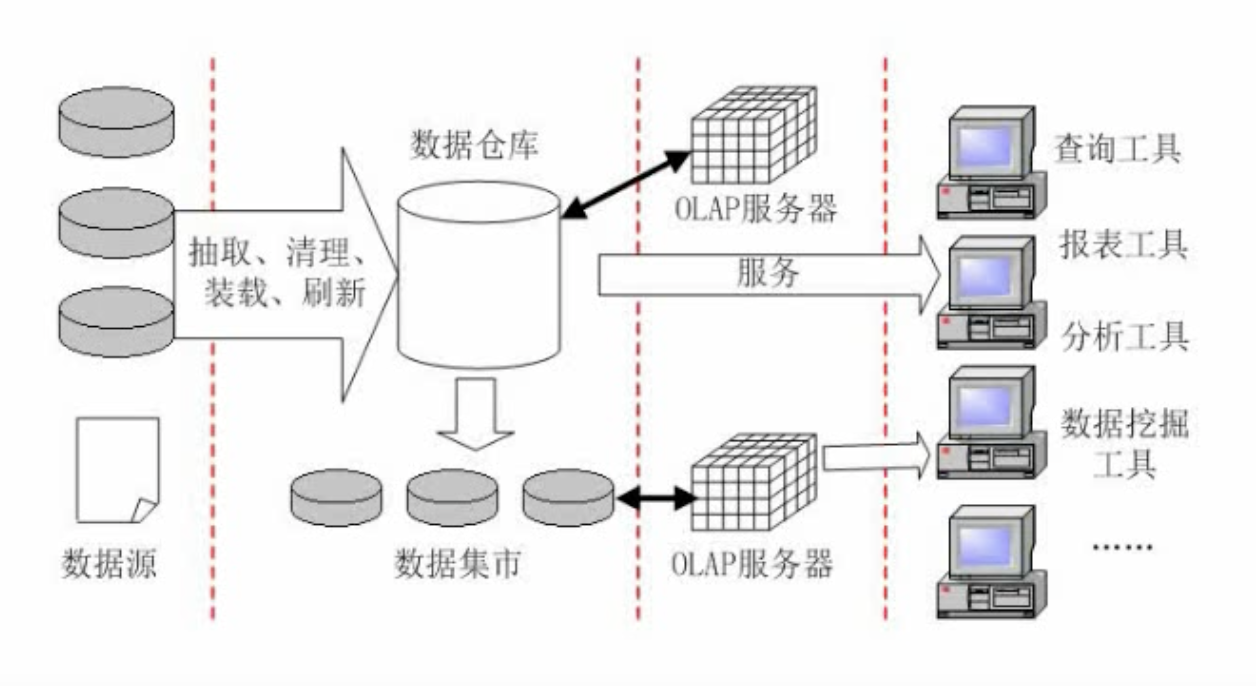 数据仓库
抽取、清理、
装载、刷新
OLAP服务器
服务
查询工具
报表工具
分析工具
数据挖掘
工具
……
数据源
数据集市
OLAP服务器